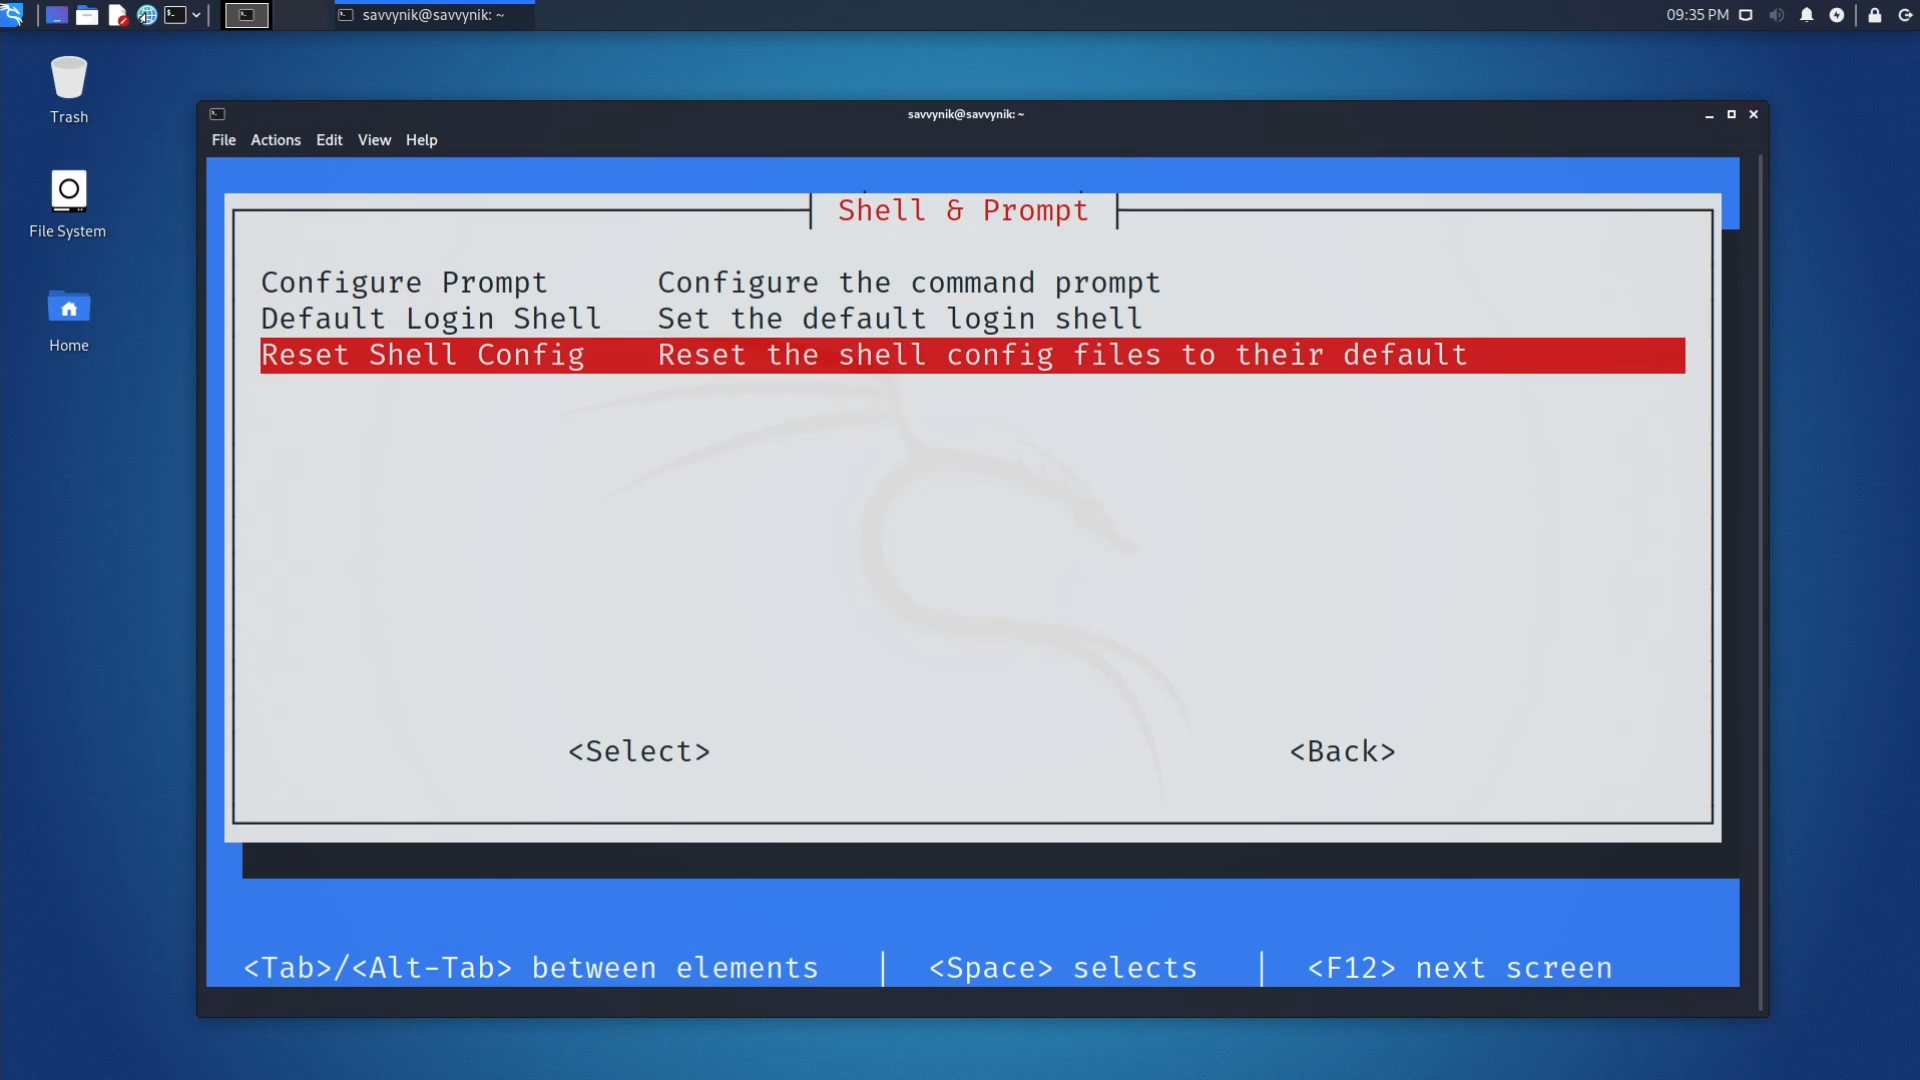 savvynik@savvynik: ~
09:35 PM
Trash
File System
Home
savvynik@savvynik: ~
File Actions Edit View Help
Shell & Prompt
Configure Prompt Configure the command prompt
Default Login Shell Set the default login shell
Reset Shell Config Reset the shell config files to their default
<Select> <Back>
<Tab>/<Alt-Tab> between elements | <Space> selects | <F12> next screen